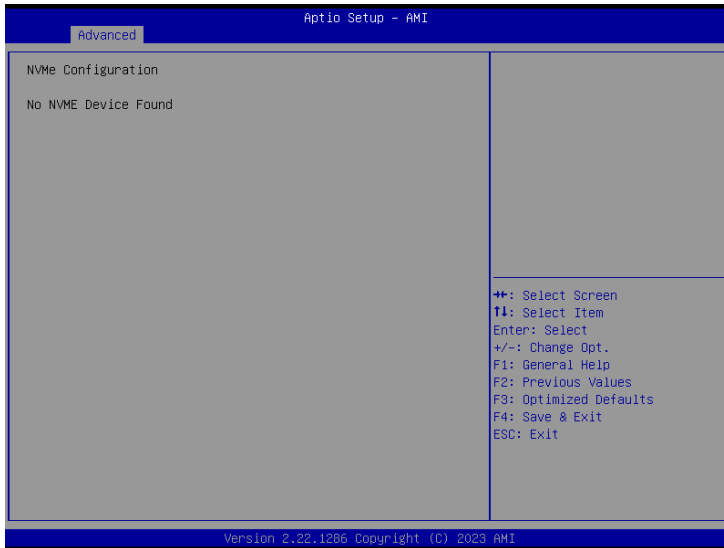 Aptio Setup – AMI
Advanced
NVMe Configuration
No NVME Device Found
→←: Select Screen
↑↓: Select Item
Enter: Select
+/-: Change Opt.
F1: General Help
F2: Previous Values
F3: Optimized Defaults
F4: Save & Exit
ESC: Exit
Version 2.22.1286 Copyright (C) 2023 AMI